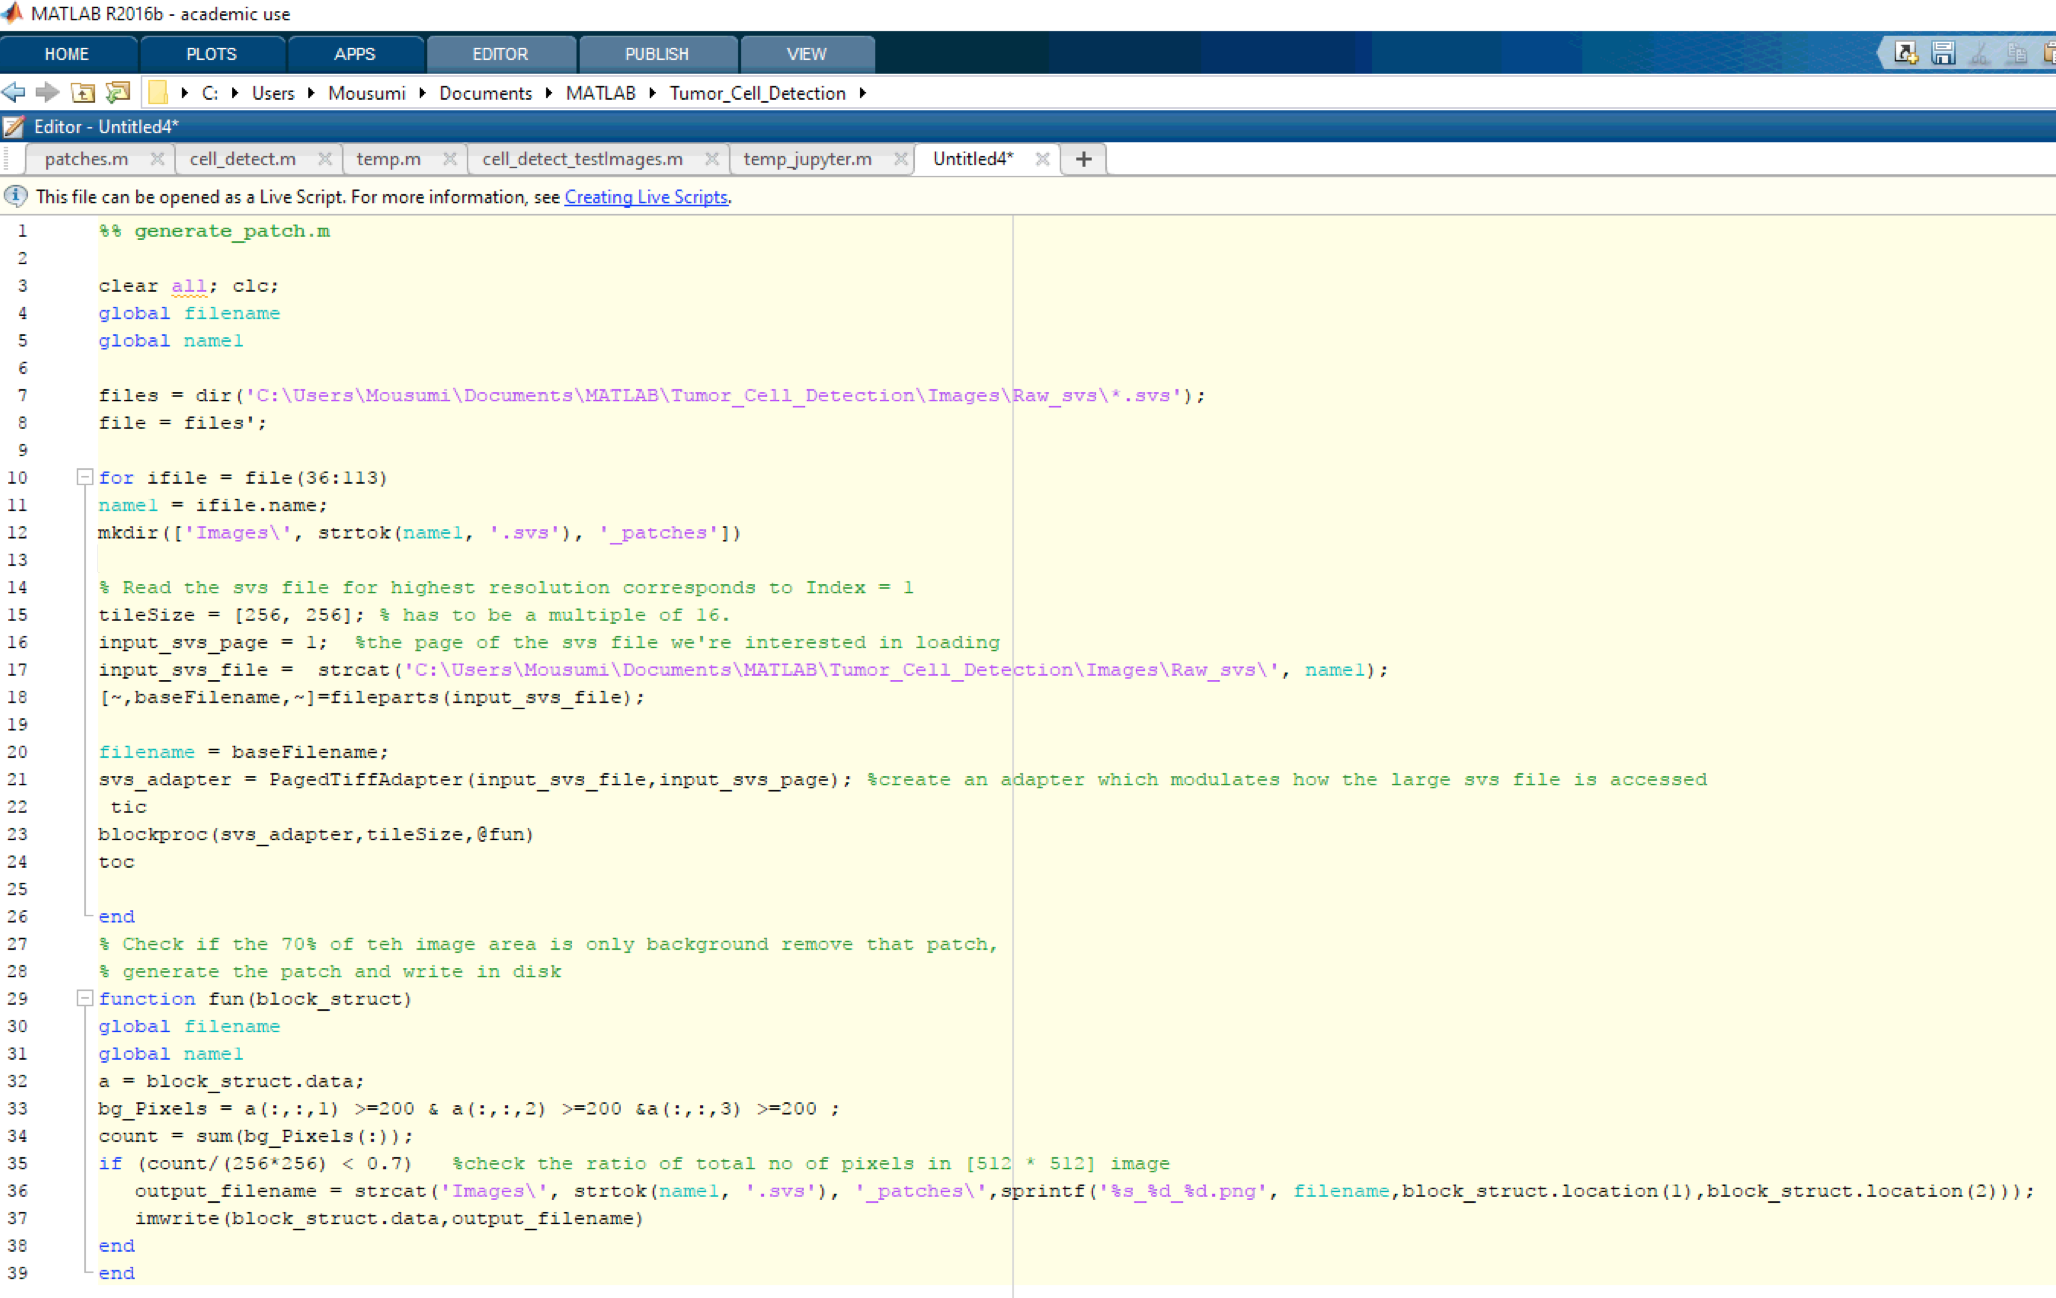 MATLAB R2016b - academic use
HOME PLOTS APPS EDITOR PUBLISH VIEW
C: Users Mousumi Documents MATLAB Tumor_Cell_Detection
Editor - Untitled4*
patches.m cell_detect.m temp.m cell_detect_testImages.m temp_jupyter.m Untitled4* +
This file can be opened as a Live Script. For more information, see Creating Live Scripts.
1 %% generate_patch.m
2
3 clear all; clc;
4 global filename
5 global name1
6
7 files = dir('C:\Users\Mousumi\Documents\MATLAB\Tumor_Cell_Detection\Images\Raw_svs\*.svs');
8 file = files';
9
10 for ifile = file(36:113)
11 name1 = ifile.name;
12 mkdir(['Images\', strtok(name1, '.svs'), '_patches'])
13
14 % Read the svs file for highest resolution corresponds to Index = 1
15 tileSize = [256, 256]; % has to be a multiple of 16.
16 input_svs_page = 1;  %the page of the svs file we're interested in loading
17 input_svs_file =  strcat('C:\Users\Mousumi\Documents\MATLAB\Tumor_Cell_Detection\Images\Raw_svs\', name1);
18 [~,baseFilename,~]=fileparts(input_svs_file);
19
20 filename = baseFilename;
21 svs_adapter = PagedTiffAdapter(input_svs_file,input_svs_page); %create an adapter which modulates how the large svs file is accessed
22  tic
23 blockproc(svs_adapter,tileSize,@fun)
24 toc
25
26 end
27 % Check if the 70% of teh image area is only background remove that patch,
28 % generate the patch and write in disk
29 function fun(block_struct)
30 global filename
31 global name1
32 a = block_struct.data;
33 bg_Pixels = a(:,:,1) >=200 & a(:,:,2) >=200 &a(:,:,3) >=200 ;
34 count = sum(bg_Pixels(:));
35 if (count/(256*256) < 0.7)   %check the ratio of total no of pixels in [512 * 512] image
36    output_filename = strcat('Images\', strtok(name1, '.svs'), '_patches\',sprintf('%s_%d_%d.png', filename,block_struct.location(1),block_struct.location(2)));
37    imwrite(block_struct.data,output_filename)
38 end
39 end